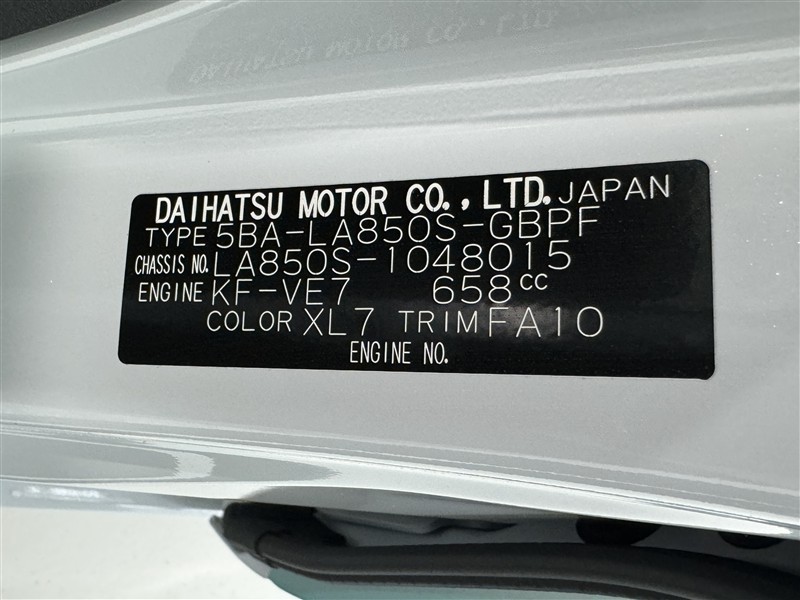 DAIHATSU MOTOR CO., LTD. JAPAN
TYPE 5BA-LA850S-GBPF
CHASSIS NO. LA850S-1048015
ENGINE KF-VE7 658cc
COLOR XL7 TRIM FA10
ENGINE NO.